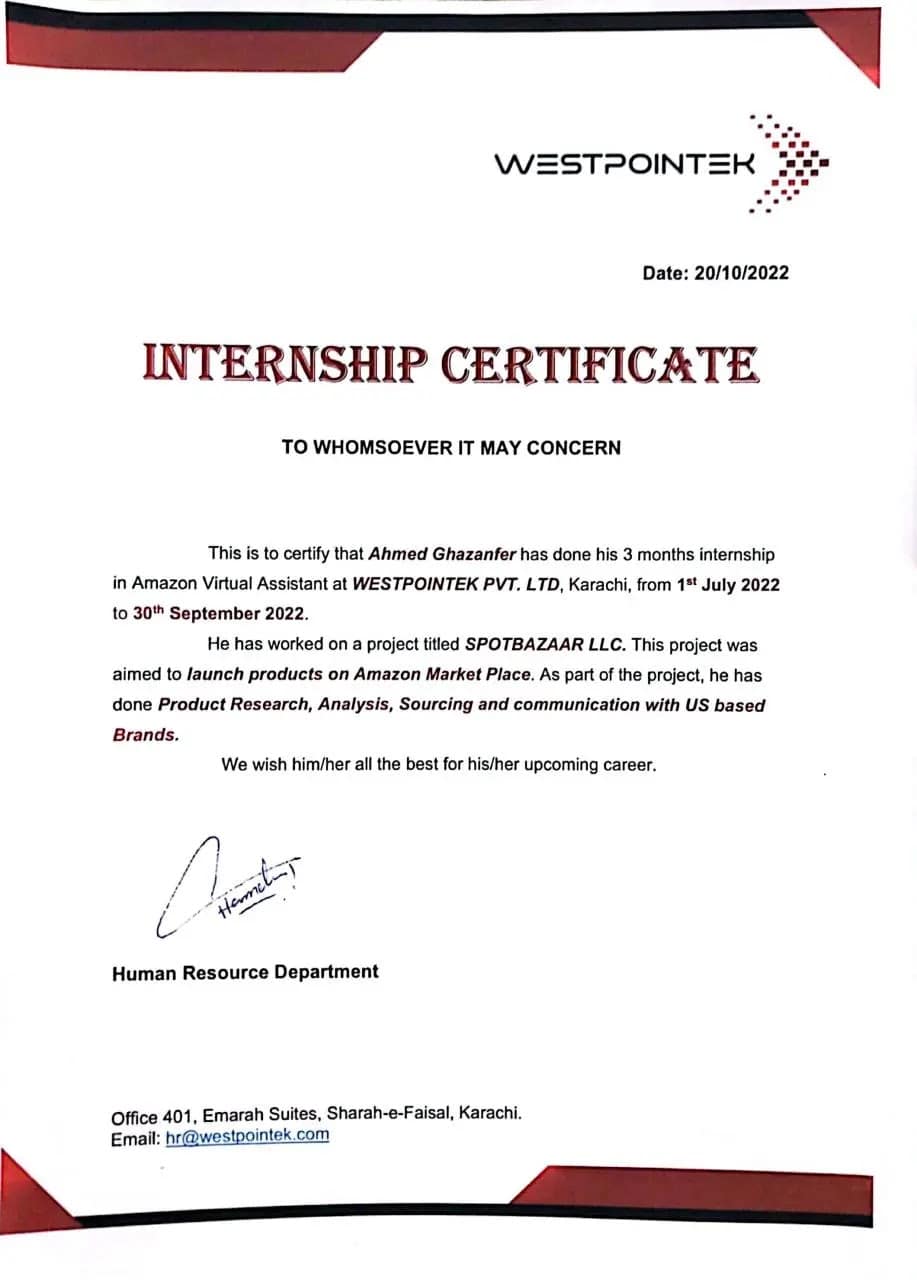 WESTPOINTEK
Date: 20/10/2022
INTERNSHIP CERTIFICATE
TO WHOMSOEVER IT MAY CONCERN
This is to certify that Ahmed Ghazanfer has done his 3 months internship
in Amazon Virtual Assistant at WESTPOINTEK PVT. LTD, Karachi, from 1st July 2022
to 30th September 2022.
He has worked on a project titled SPOTBAZAAR LLC. This project was
aimed to launch products on Amazon Market Place. As part of the project, he has
done Product Research, Analysis, Sourcing and communication with US based
Brands.
We wish him/her all the best for his/her upcoming career.
Human Resource Department
Office 401, Emarah Suites, Sharah-e-Faisal, Karachi.
Email: hr@westpointek.com